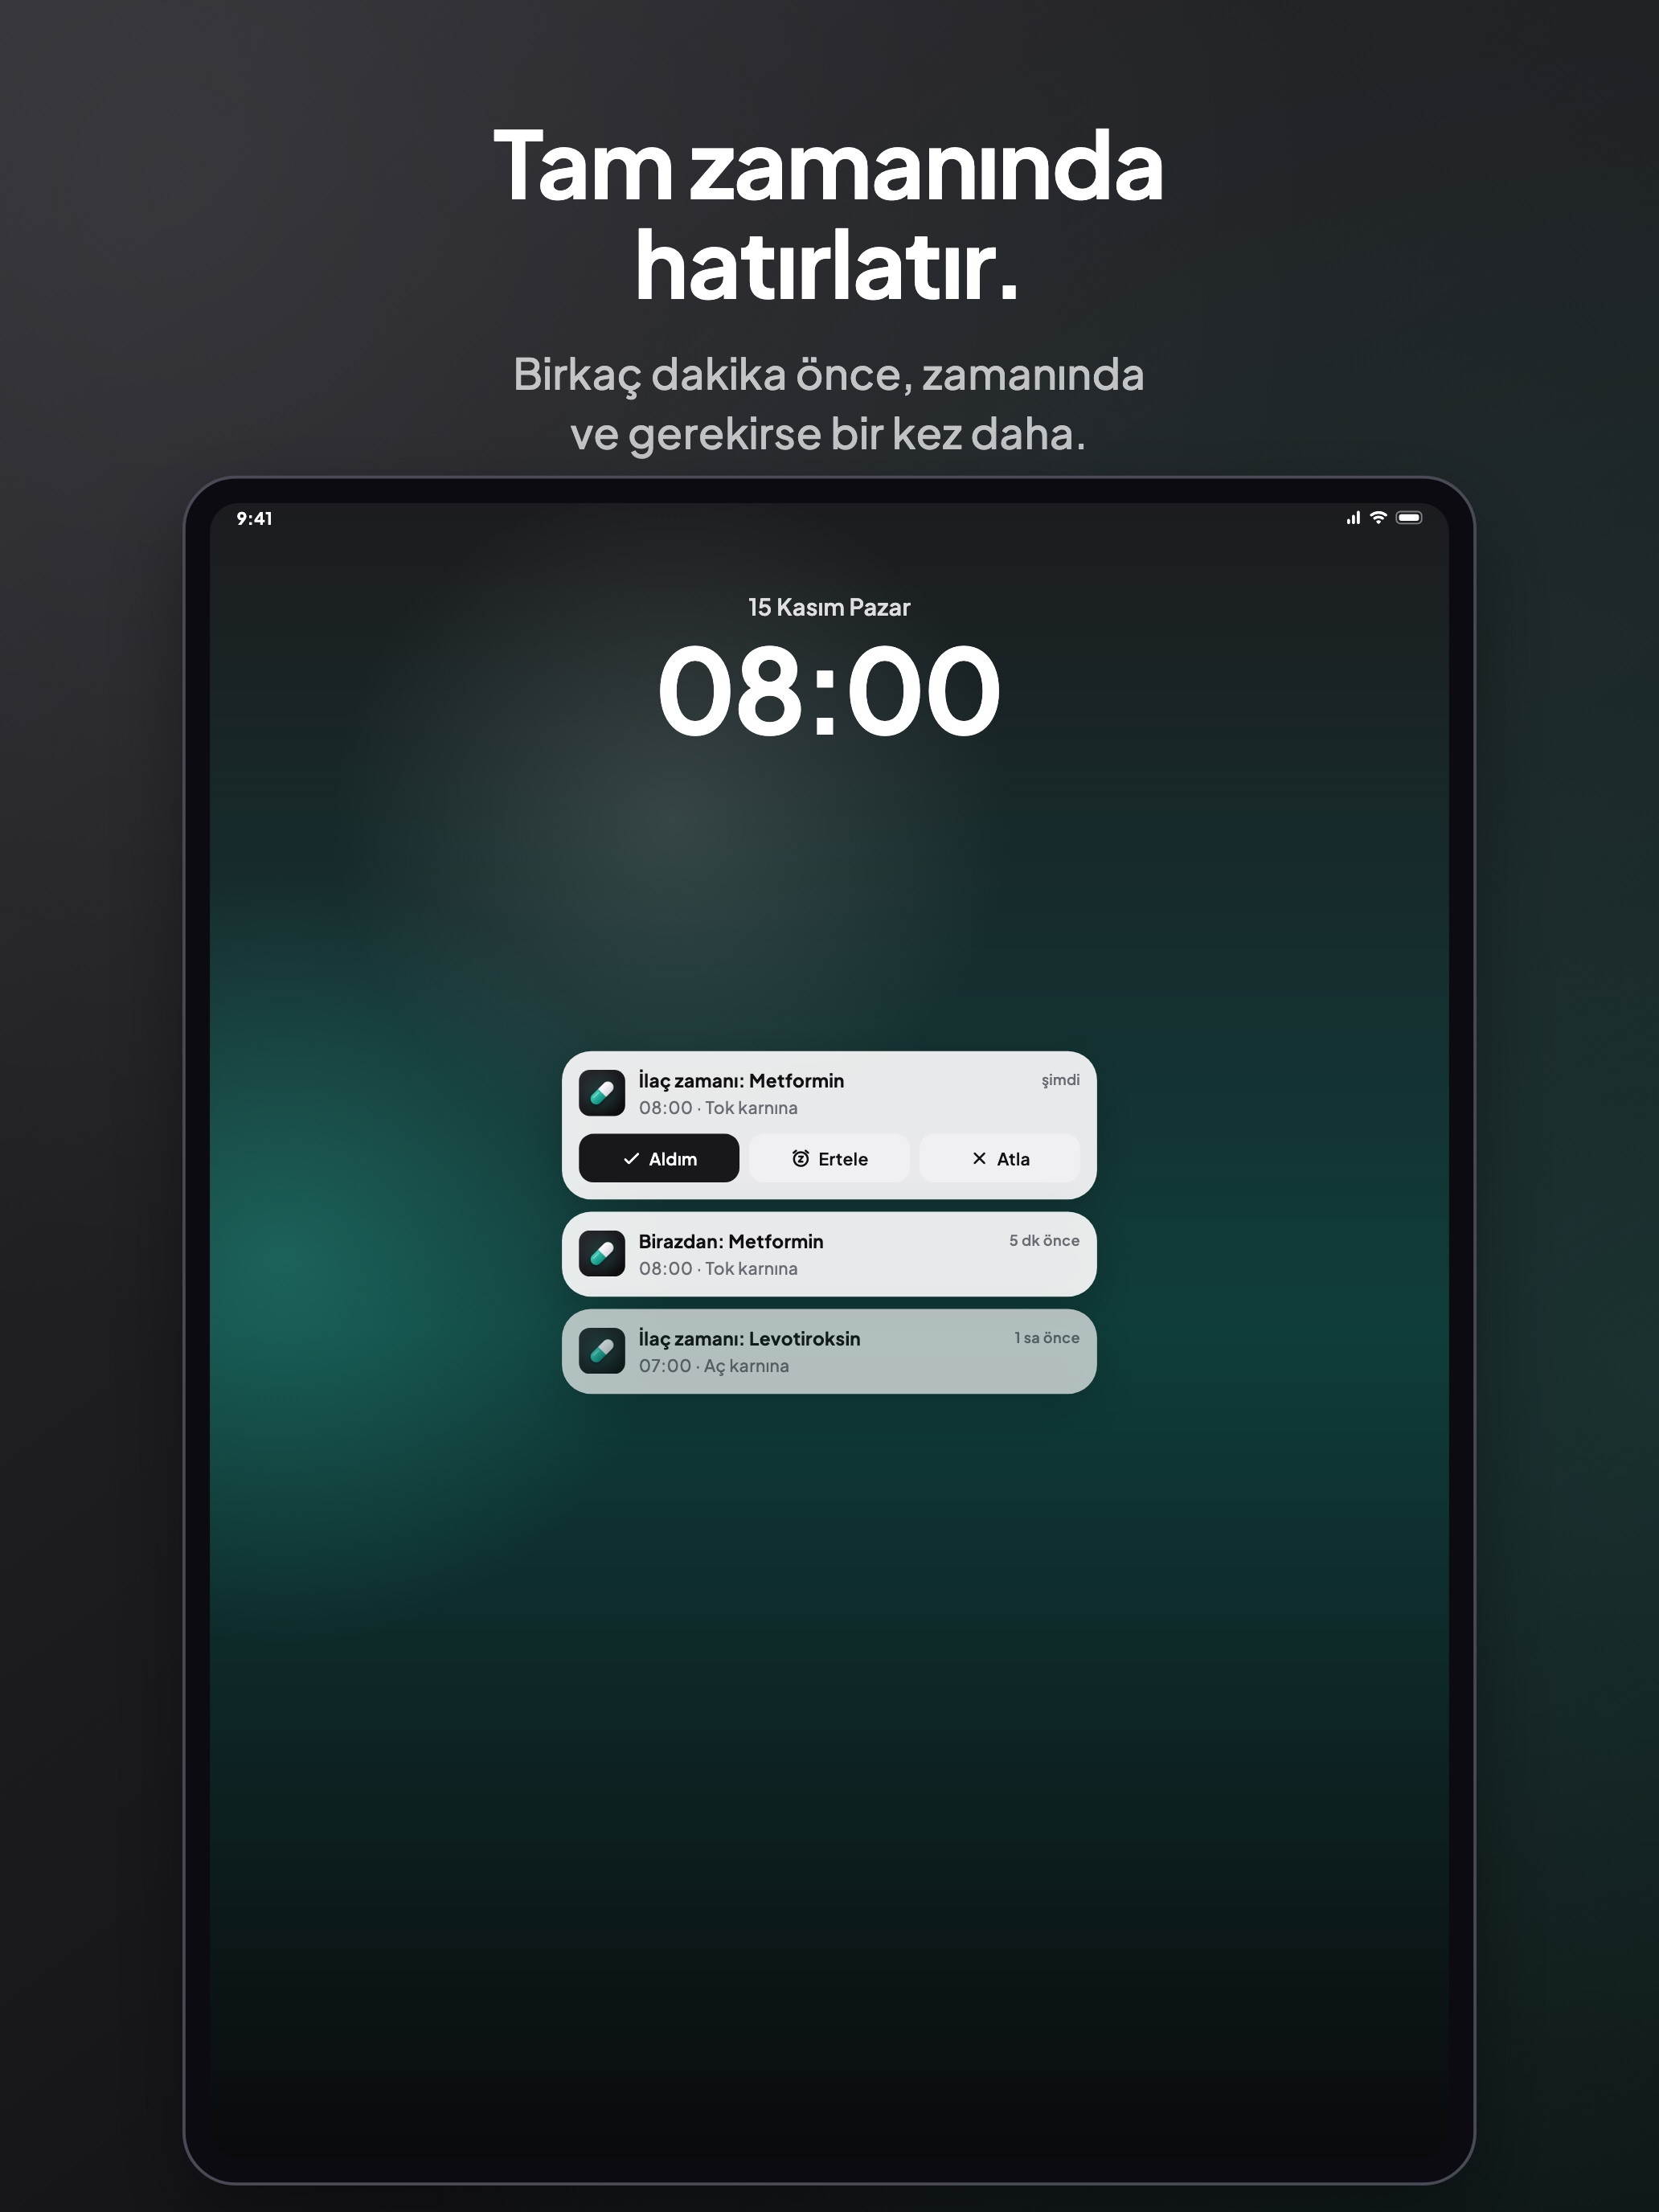 Tam zamanında
hatırlatır.
Birkaç dakika önce, zamanında
ve gerekirse bir kez daha.
9:41
15 Kasım Pazar
08:00
İlaç zamanı: Metformin
şimdi
08:00 · Tok karnına
Aldım
Ertele
Atla
Birazdan: Metformin
5 dk önce
08:00 · Tok karnına
İlaç zamanı: Levotiroksin
1 sa önce
07:00 · Aç karnına